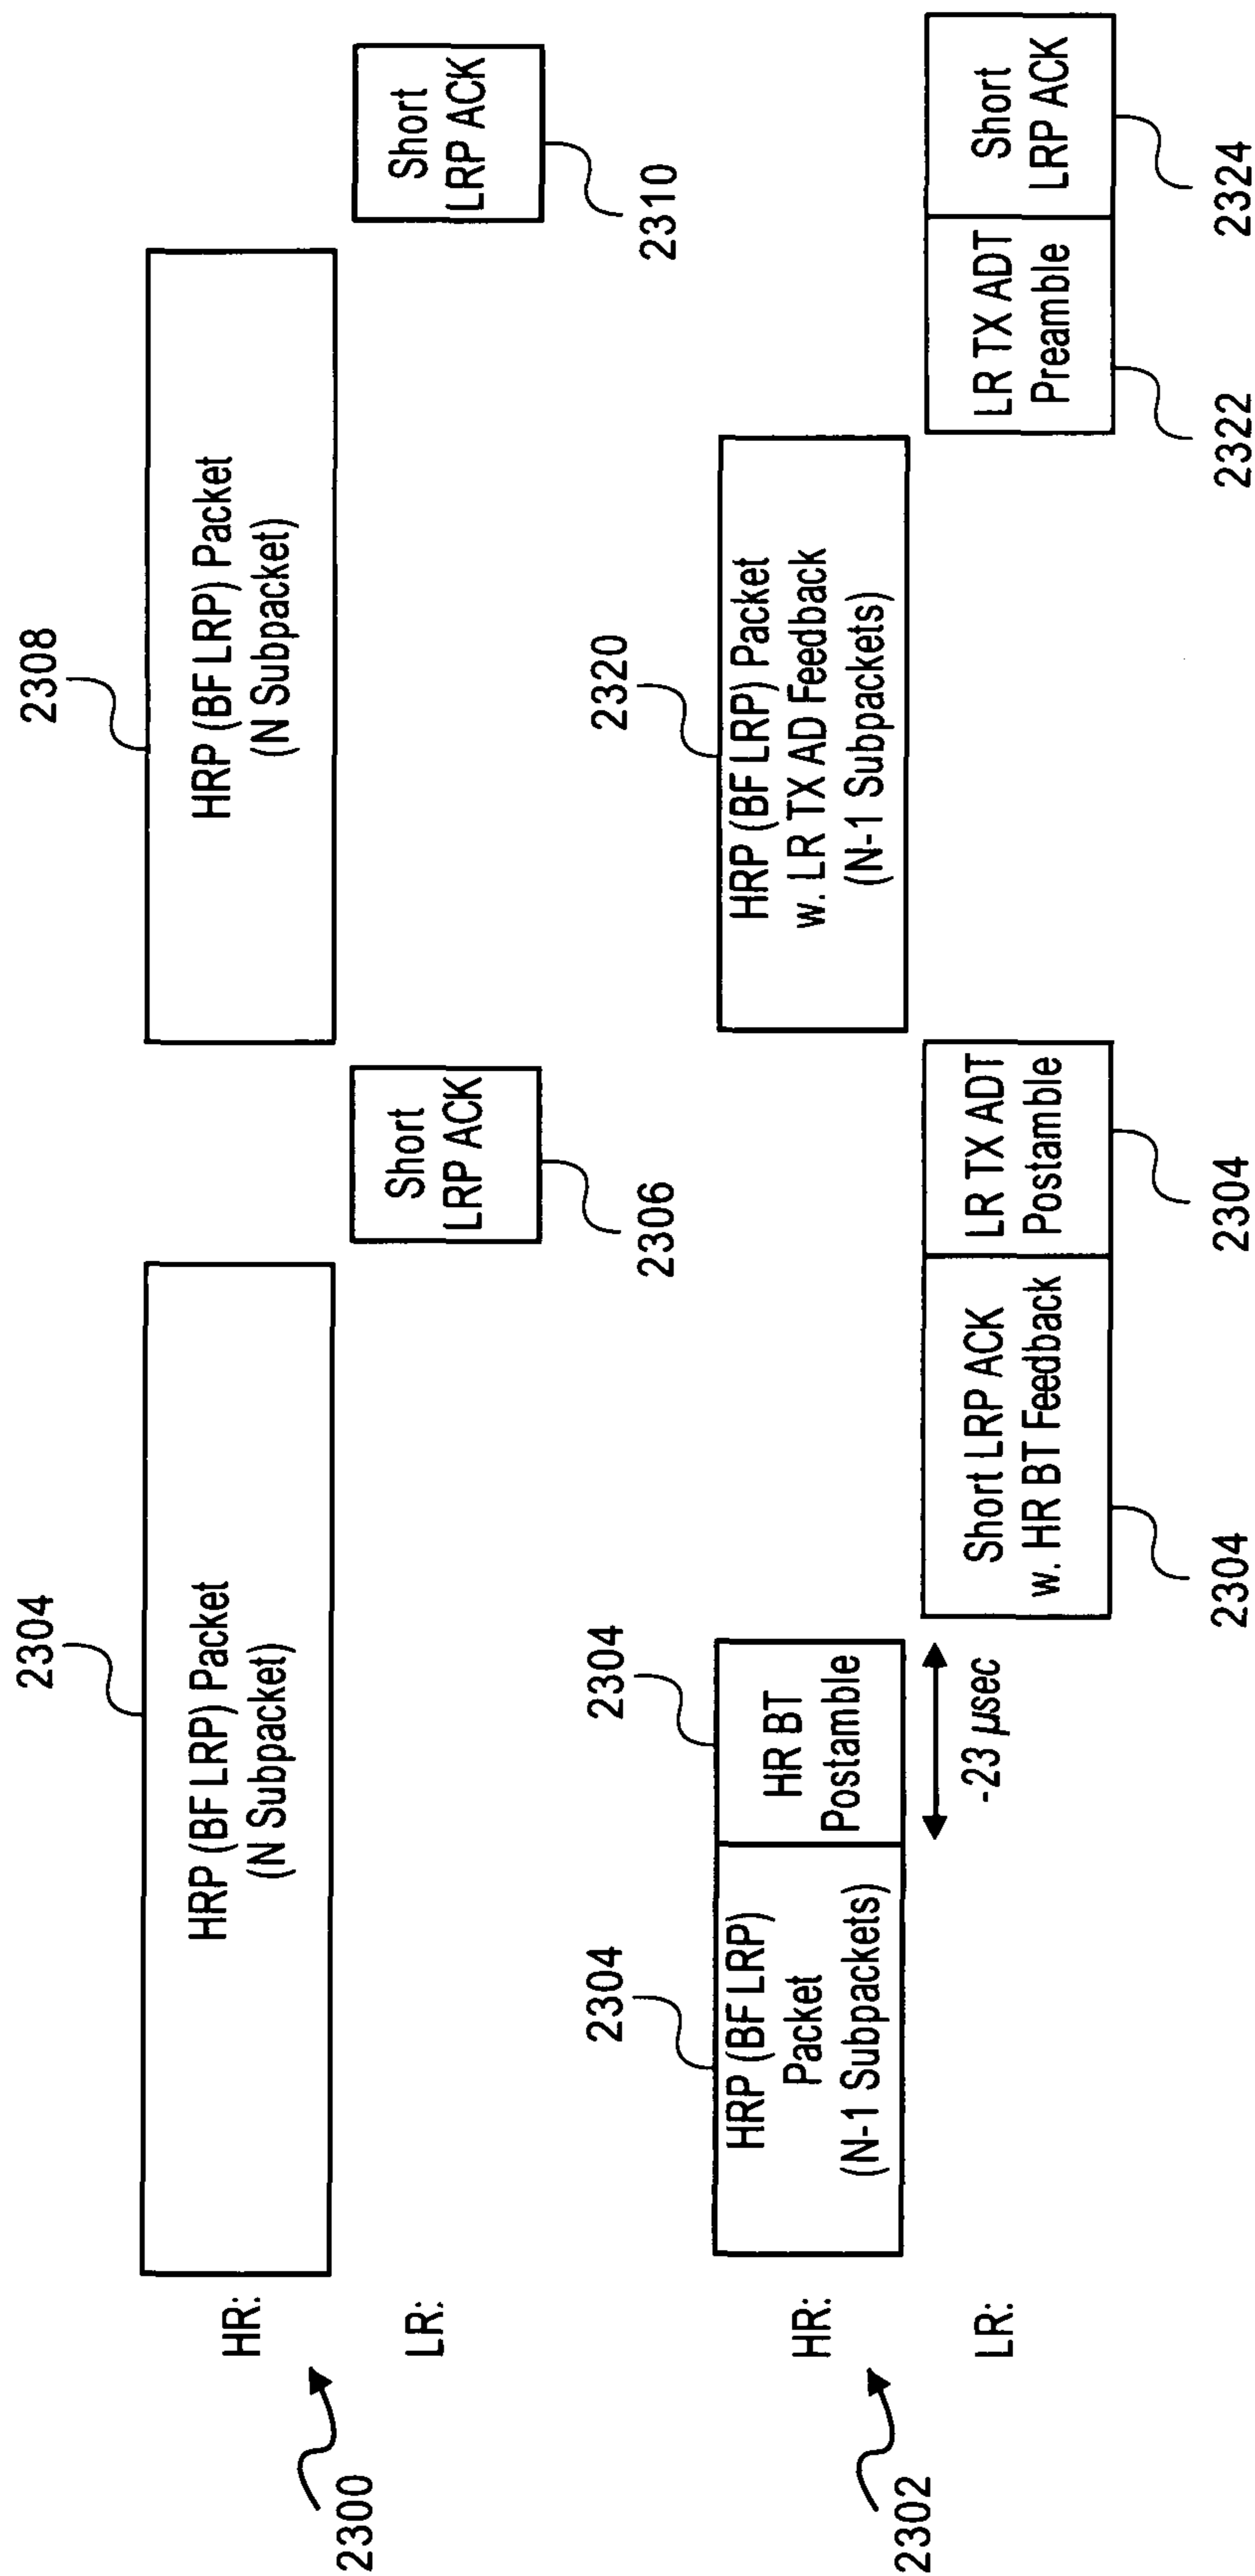 2300
HR:
2304
HRP (BF LRP) Packet
(N Subpacket)
2308
HRP (BF LRP) Packet
(N Subpacket)
LR:
Short
LRP ACK
2306
Short
LRP ACK
2310
2302
HR:
2304
HRP (BF LRP)
Packet
(N-1 Subpackets)
2304
HR BT
Postamble
-23 µsec
2320
HRP (BF LRP) Packet
w. LR TX AD Feedback
(N-1 Subpackets)
LR:
Short LRP ACK
w. HR BT Feedback
2304
LR TX ADT
Postamble
2304
LR TX ADT
Preamble
2322
Short
LRP ACK
2324